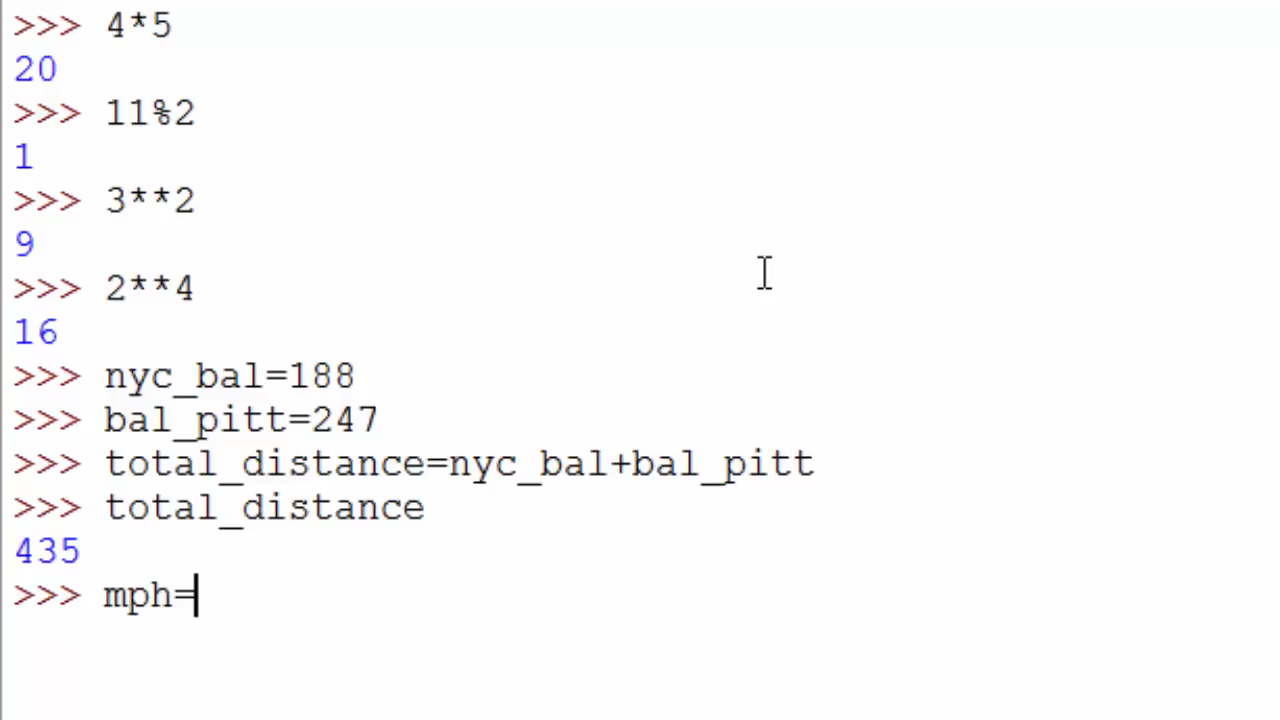 >>> 4*5
20
>>> 11%2
1
>>> 3**2
9
>>> 2**4
16
>>> nyc_bal=188
>>> bal_pitt=247
>>> total_distance=nyc_bal+bal_pitt
>>> total_distance
435
>>> mph=